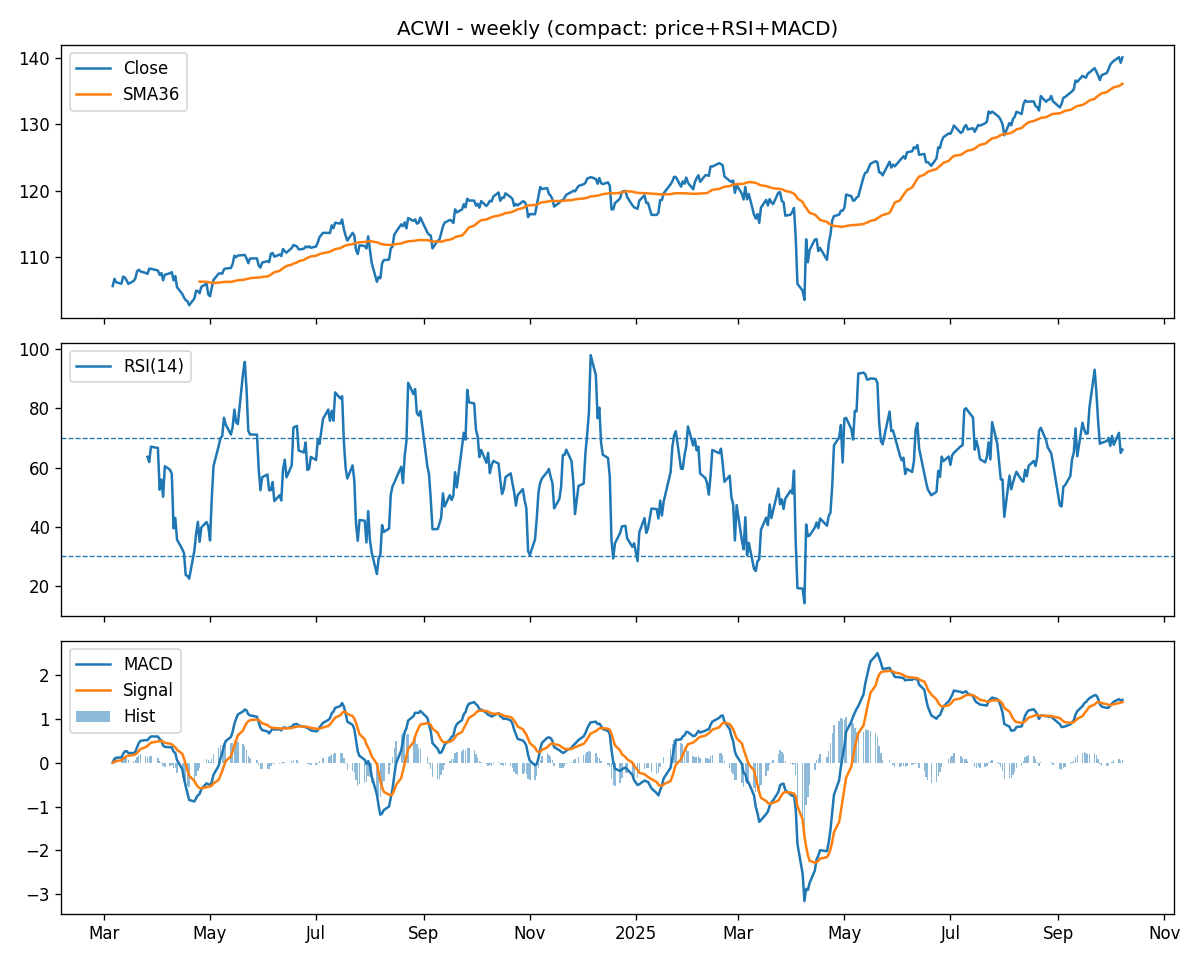 ACWI - weekly (compact: price+RSI+MACD)
Close
SMA36
140
130
120
110
RSI(14)
100
80
60
40
20
MACD
Signal
Hist
2
1
0
−1
−2
−3
Mar May Jul Sep Nov 2025 Mar May Jul Sep Nov